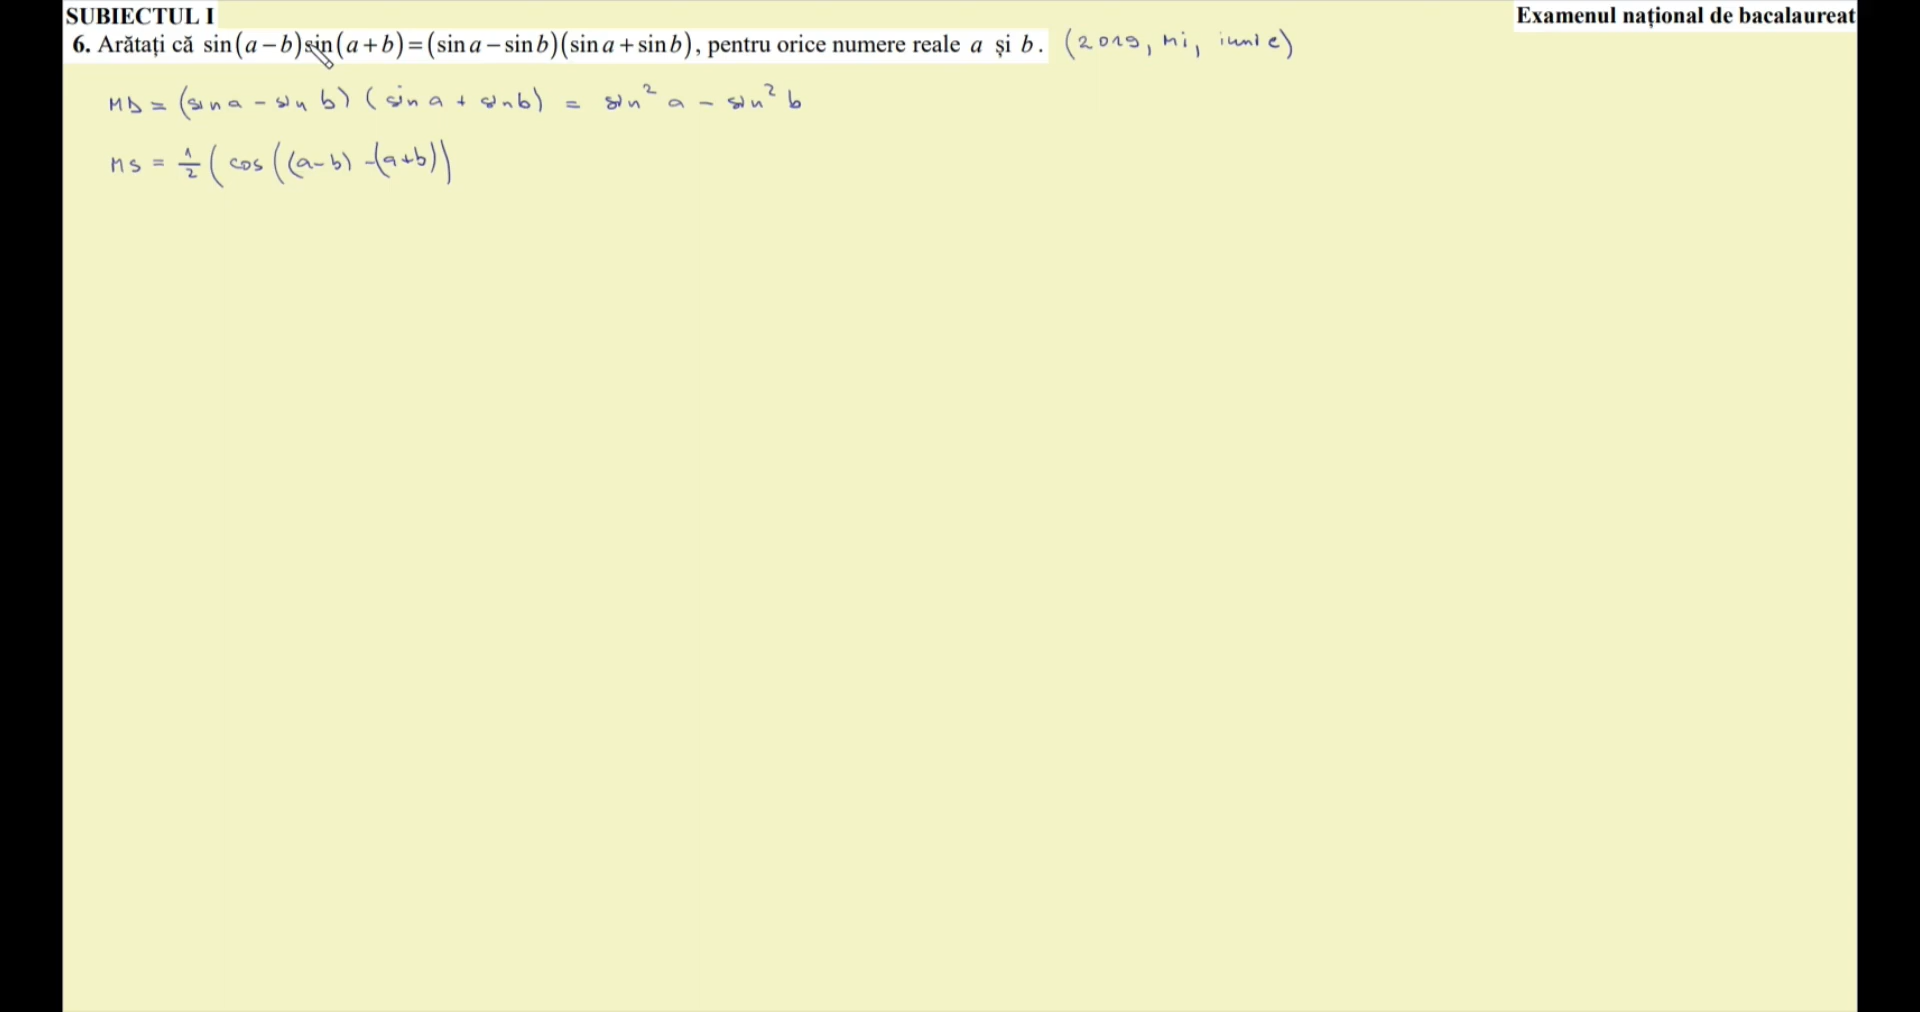 SUBIECTUL I
Examenul național de bacalaureat
6. Arătați că sin(a−b)sin(a+b)=(sin a−sin b)(sin a+sin b), pentru orice numere reale a și b. (2019, Mi, iunie)
MD = (sin a − sin b) (sin a + sin b) = sin² a − sin² b
MS = 1/2 ( cos ((a−b) −(a+b))